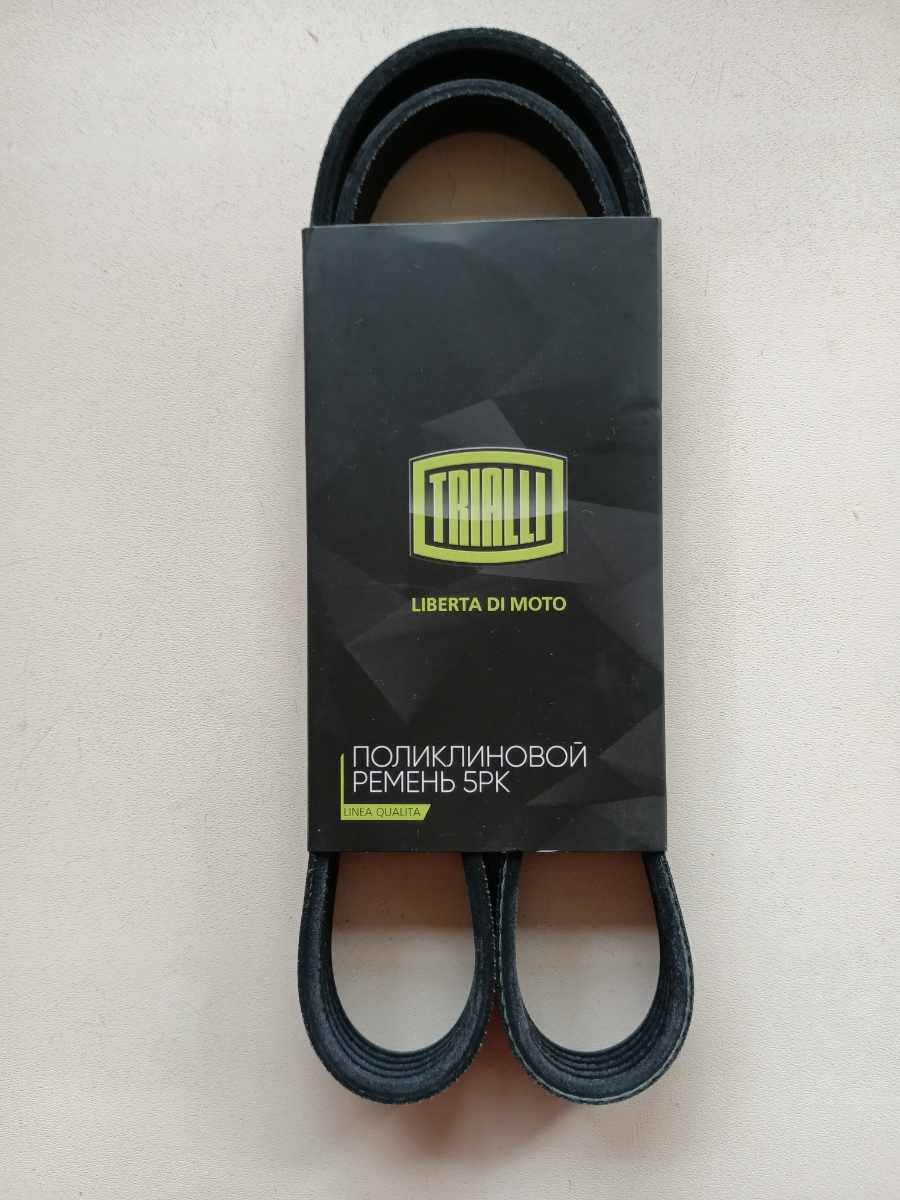 TRIALLI
LIBERTA DI MOTO
ПОЛИКЛИНОВОЙ
РЕМЕНЬ 5PK
LINEA QUALITA